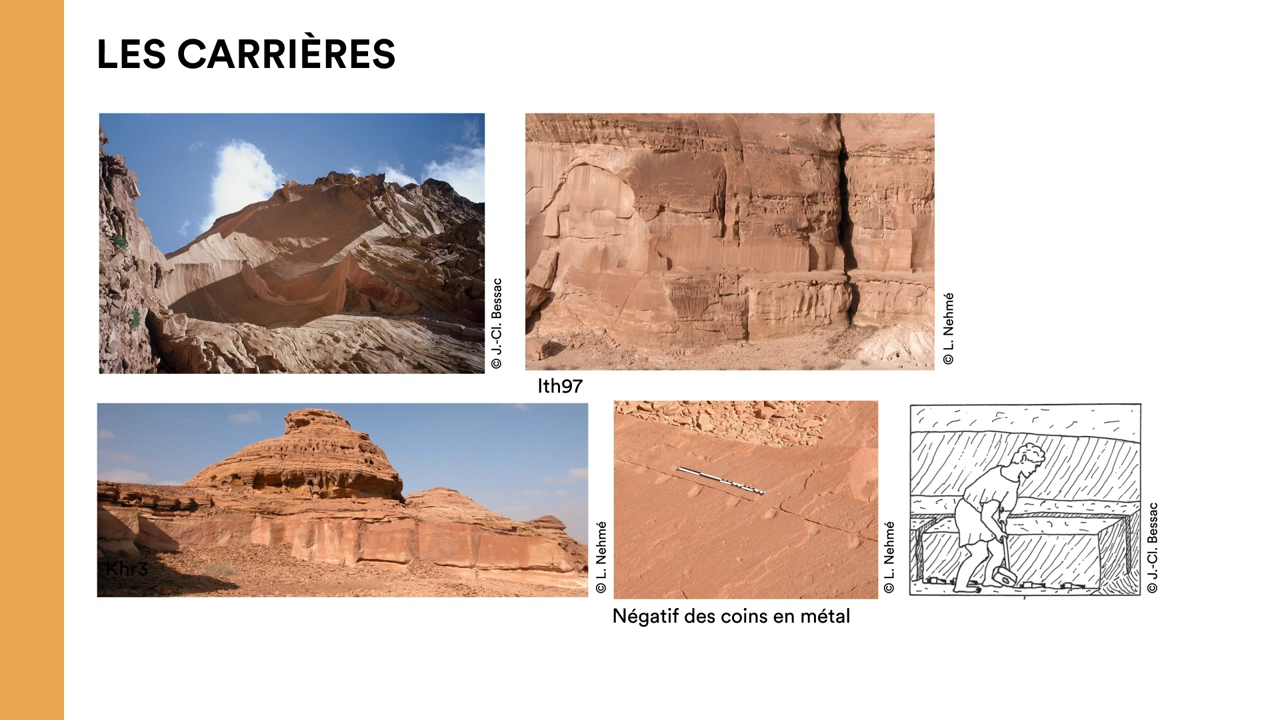 LES CARRIÈRES
© J.-Cl. Bessac
© L. Nehmé
Ith97
Khr3
© L. Nehmé
© L. Nehmé
© J.-Cl. Bessac
Négatif des coins en métal